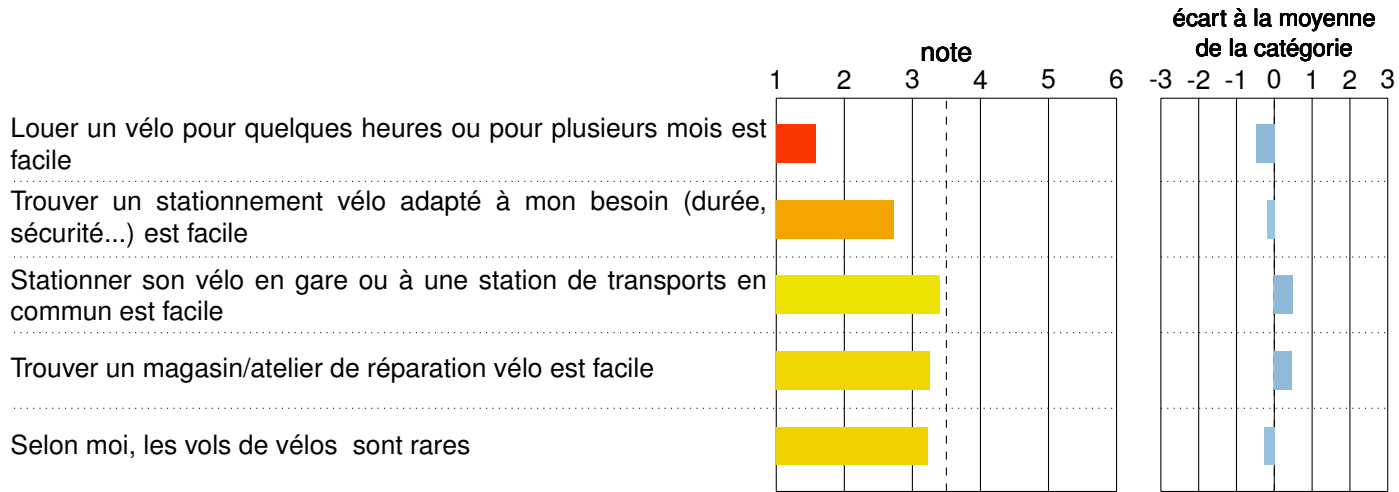 écart à la moyenne
de la catégorie
note
1 2 3 4 5 6
-3 -2 -1 0 1 2 3
Louer un vélo pour quelques heures ou pour plusieurs mois est
facile
Trouver un stationnement vélo adapté à mon besoin (durée,
sécurité...) est facile
Stationner son vélo en gare ou à une station de transports en
commun est facile
Trouver un magasin/atelier de réparation vélo est facile
Selon moi, les vols de vélos sont rares